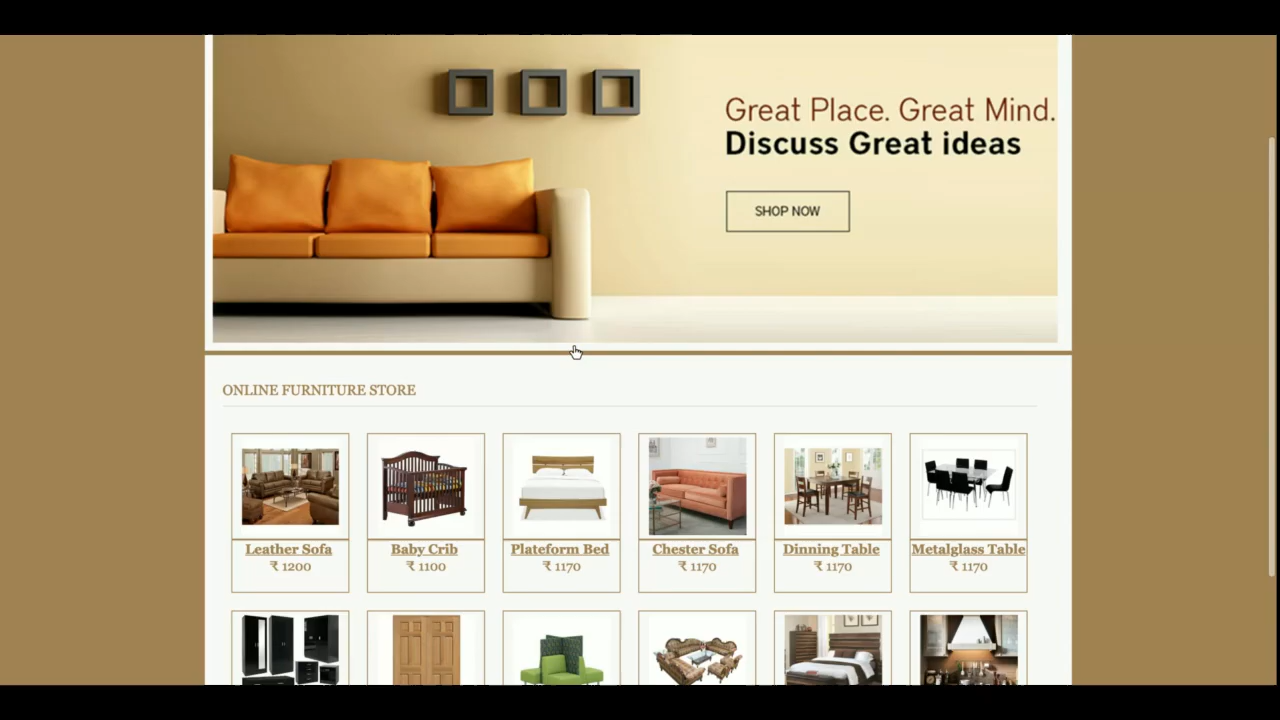 Great Place. Great Mind.
Discuss Great ideas
SHOP NOW
ONLINE FURNITURE STORE
Leather Sofa
₹ 1200
Baby Crib
₹ 1100
Plateform Bed
₹ 1170
Chester Sofa
₹ 1170
Dinning Table
₹ 1170
Metalglass Table
₹ 1170